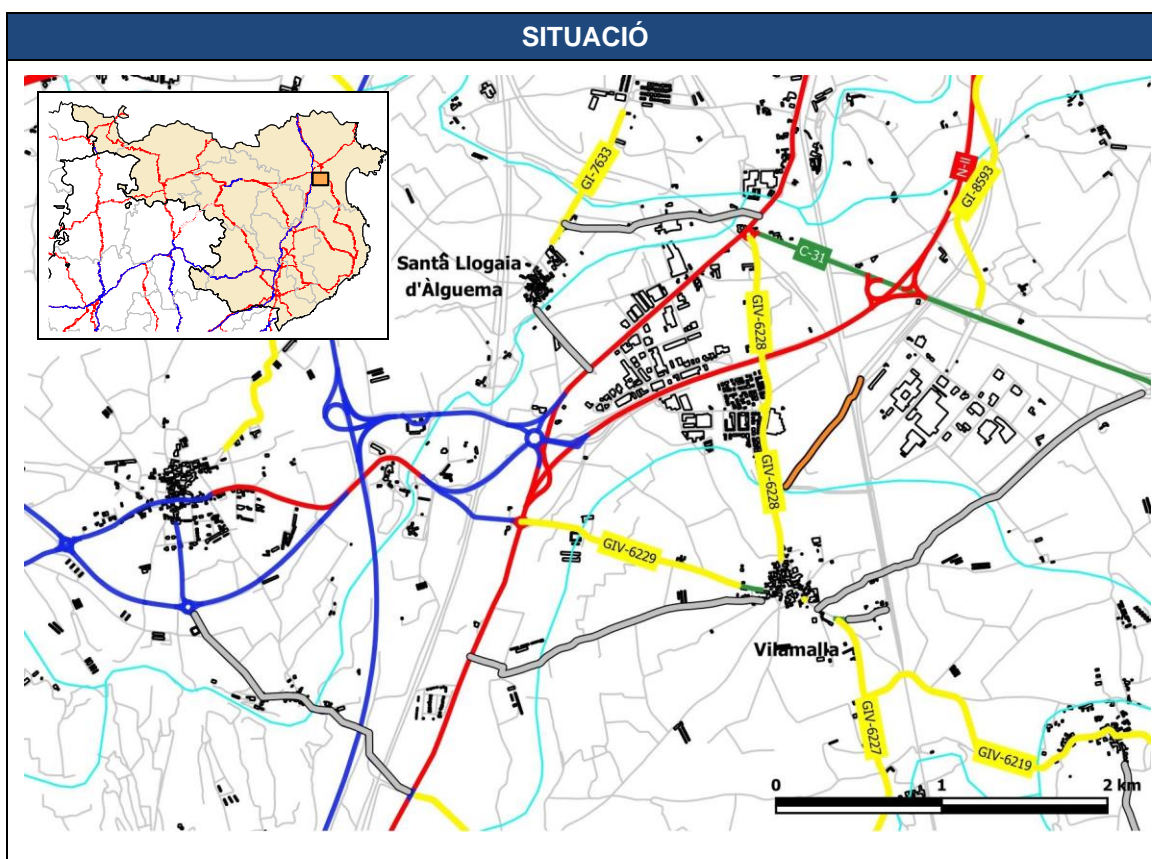 SITUACIÓ
GI-7633
N-II
GI-8593
Santa Llogaia
d'Àlguema
C-31
GIV-6228
GIV-6228
GIV-6229
Vilamalla
GIV-6227
GIV-6219
0 1 2 km